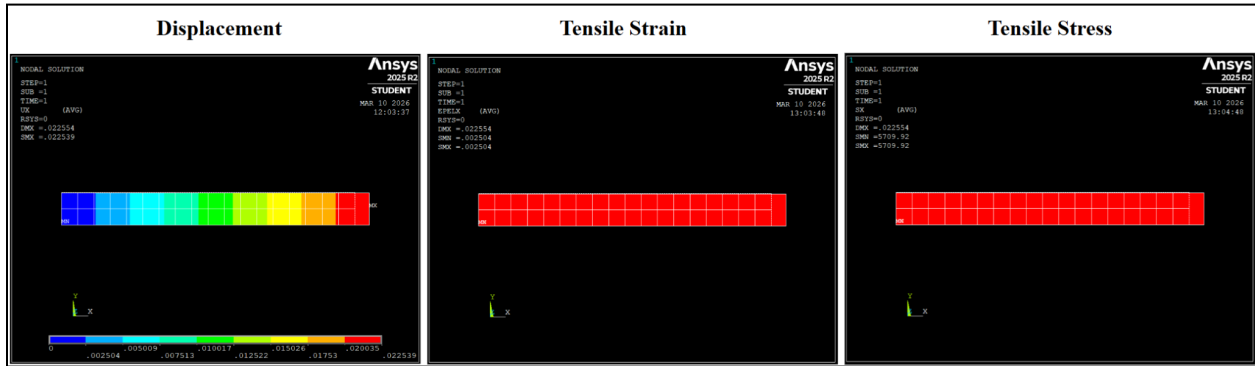 Displacement
Tensile Strain
Tensile Stress
1
NODAL SOLUTION
STEP=1
SUB =1
TIME=1
UX (AVG)
RSYS=0
DMX =.022554
SMX =.022539
Ansys
2025 R2
STUDENT
MAR 10 2026
12:03:37
MN
MX
Y
X
0
.002504
.005009
.007513
.010017
.012522
.015026
.01753
.020035
.022539
1
NODAL SOLUTION
STEP=1
SUB =1
TIME=1
EPELX (AVG)
RSYS=0
DMX =.022554
SMN =.002504
SMX =.002504
Ansys
2025 R2
STUDENT
MAR 10 2026
13:03:48
Y
X
1
NODAL SOLUTION
STEP=1
SUB =1
TIME=1
SX (AVG)
RSYS=0
DMX =.022554
SMN =5709.92
SMX =5709.92
Ansys
2025 R2
STUDENT
MAR 10 2026
13:04:48
Y
X